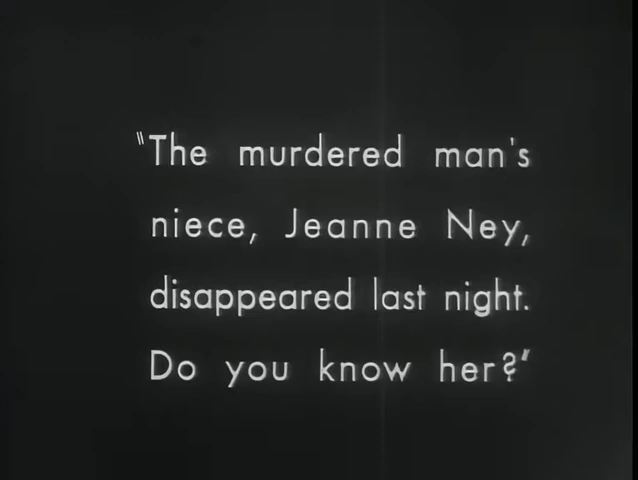 "The murdered man's
niece, Jeanne Ney,
disappeared last night.
Do you know her?"